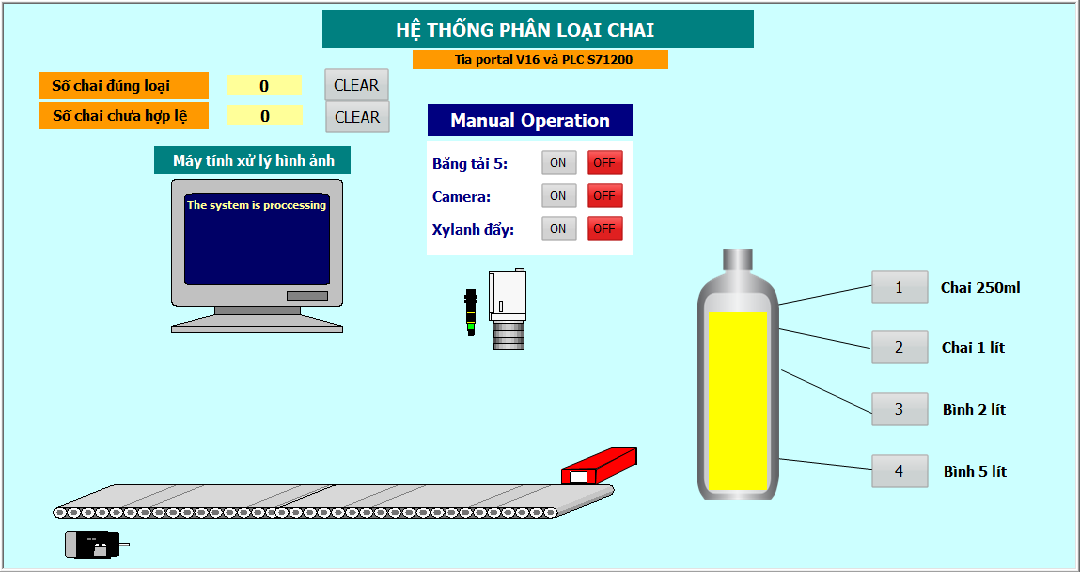 HỆ THỐNG PHÂN LOẠI CHAI
Tia portal V16 và PLC S71200
Số chai đúng loại 0 CLEAR
Số chai chưa hợp lệ 0 CLEAR
Manual Operation
Máy tính xử lý hình ảnh
Băng tải 5: ON OFF
Camera: ON OFF
Xylanh đẩy: ON OFF
The system is proccessing
1 Chai 250ml
2 Chai 1 lít
3 Bình 2 lít
4 Bình 5 lít